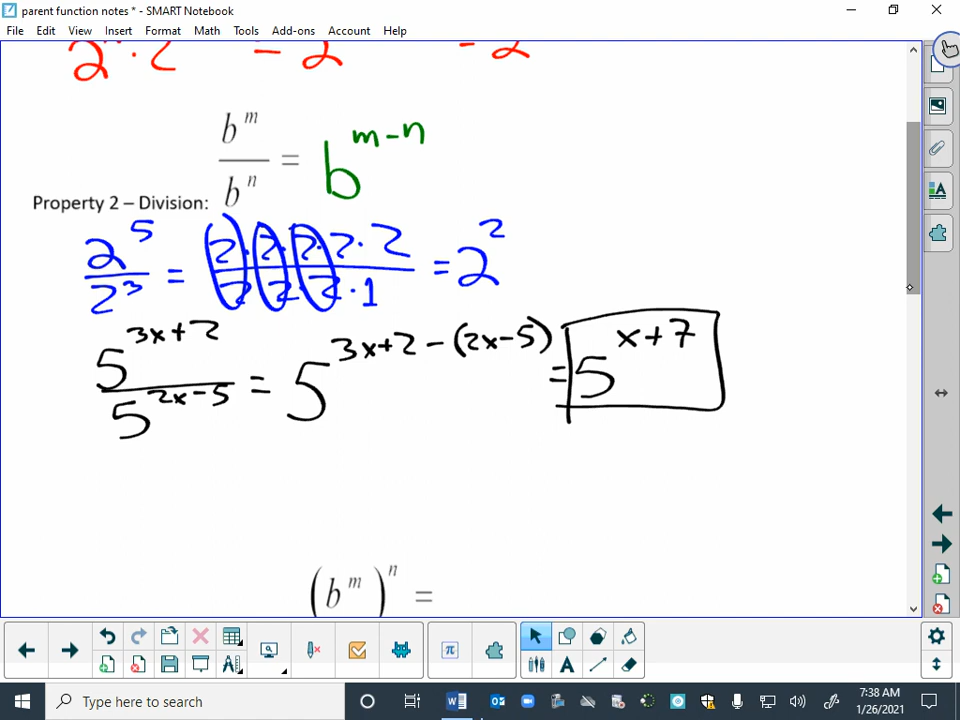 parent function notes * - SMART Notebook
File Edit View Insert Format Math Tools Add-ons Account Help
= 2 = 2
b^m / b^n = b^(m-n)
Property 2 – Division:
2^5 / 2^3 = (2·2·2·2·2) / (2·2·2·1) = 2^2
5^(3x+2) / 5^(2x-5) = 5^(3x+2-(2x-5)) = 5^(x+7)
(b^m)^n =
Type here to search
7:38 AM
1/26/2021